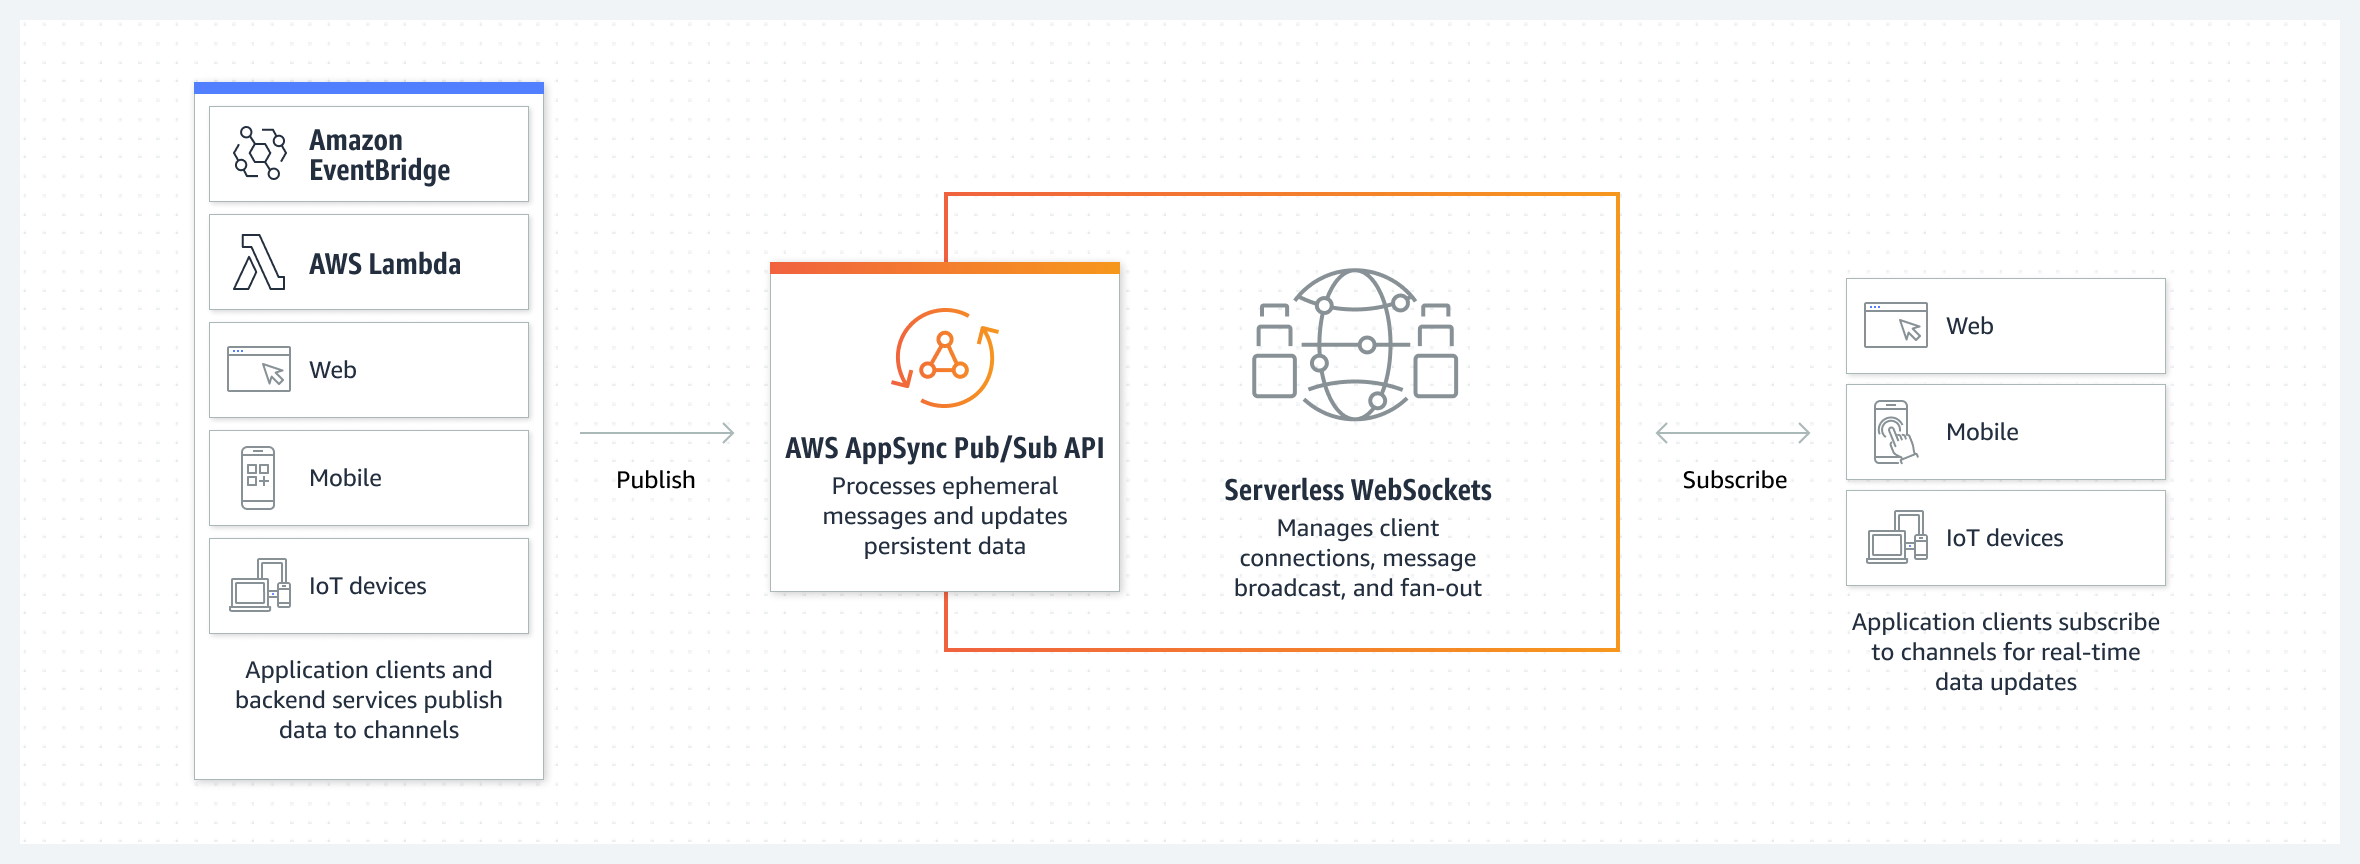 Amazon
EventBridge
AWS Lambda
Web
Mobile
IoT devices
Application clients and
backend services publish
data to channels
Publish
AWS AppSync Pub/Sub API
Processes ephemeral
messages and updates
persistent data
Serverless WebSockets
Manages client
connections, message
broadcast, and fan-out
Subscribe
Web
Mobile
IoT devices
Application clients subscribe
to channels for real-time
data updates